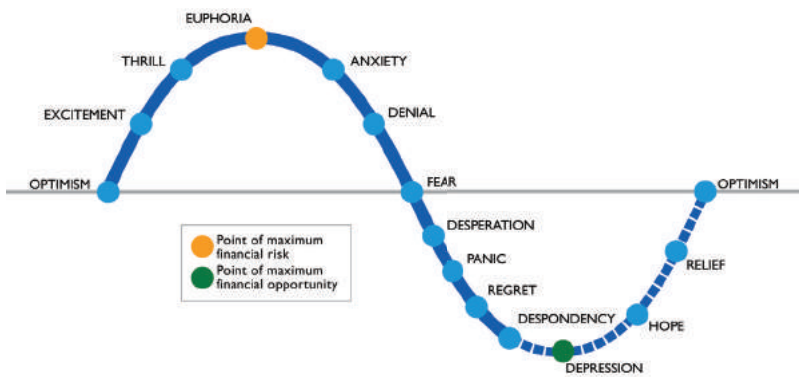 EUPHORIA
THRILL
ANXIETY
EXCITEMENT
DENIAL
OPTIMISM
FEAR
OPTIMISM
DESPERATION
Point of maximum
financial risk
Point of maximum
financial opportunity
PANIC
RELIEF
REGRET
DESPONDENCY
HOPE
DEPRESSION